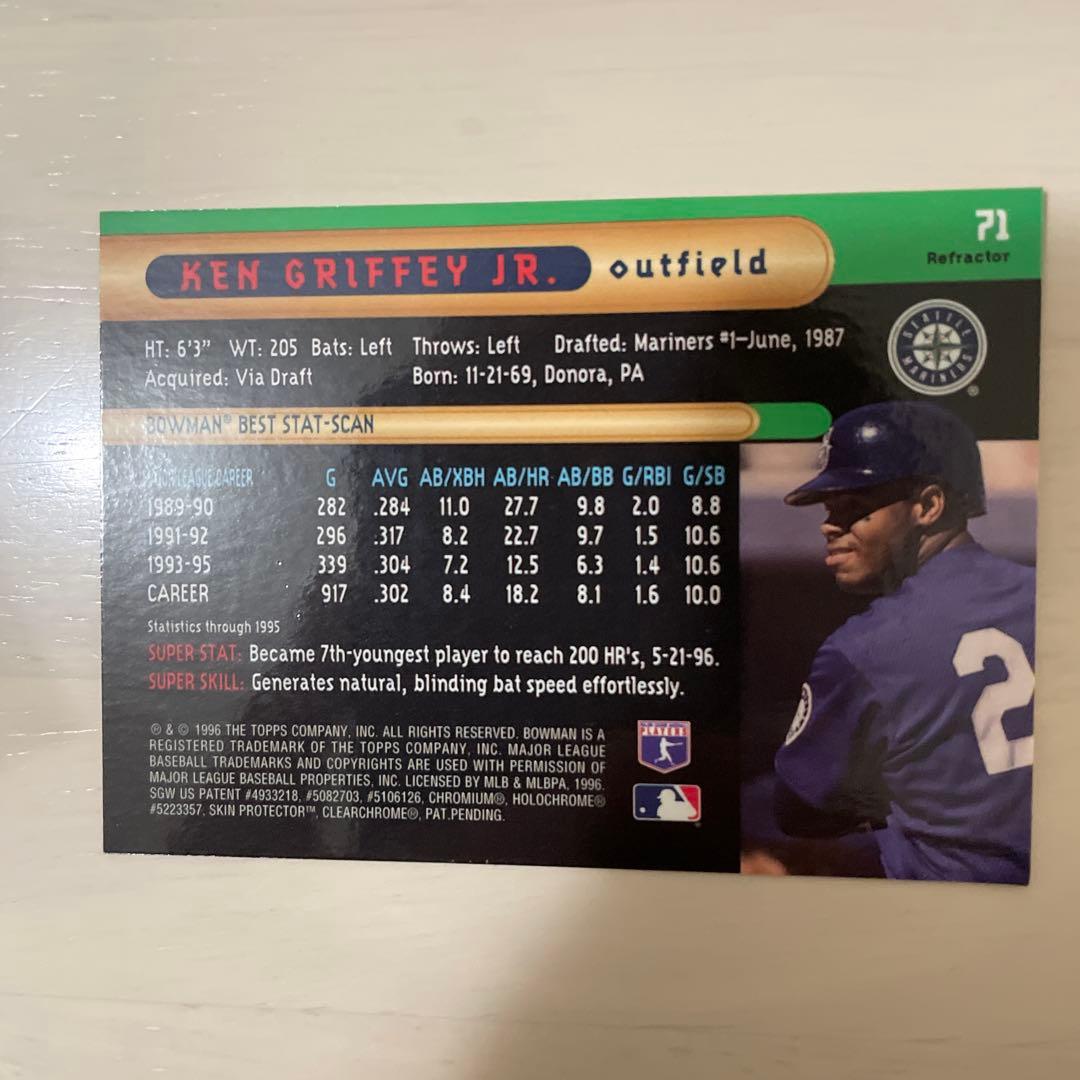 71
Refractor
KEN GRIFFEY JR. outfield
SEATTLE MARINERS ®
HT: 6'3" WT: 205 Bats: Left Throws: Left Drafted: Mariners #1–June, 1987
Acquired: Via Draft Born: 11-21-69, Donora, PA
BOWMAN® BEST STAT-SCAN
MAJOR LEAGUE CAREER G AVG AB/XBH AB/HR AB/BB G/RBI G/SB
1989-90 282 .284 11.0 27.7 9.8 2.0 8.8
1991-92 296 .317 8.2 22.7 9.7 1.5 10.6
1993-95 339 .304 7.2 12.5 6.3 1.4 10.6
CAREER 917 .302 8.4 18.2 8.1 1.6 10.0
Statistics through 1995
SUPER STAT: Became 7th-youngest player to reach 200 HR's, 5-21-96.
SUPER SKILL: Generates natural, blinding bat speed effortlessly.
® & © 1996 THE TOPPS COMPANY, INC. ALL RIGHTS RESERVED. BOWMAN IS A
REGISTERED TRADEMARK OF THE TOPPS COMPANY, INC. MAJOR LEAGUE
BASEBALL TRADEMARKS AND COPYRIGHTS ARE USED WITH PERMISSION OF
MAJOR LEAGUE BASEBALL PROPERTIES, INC. LICENSED BY MLB & MLBPA, 1996.
SGW US PATENT #4933218, #5082703, #5106126, CHROMIUM®, HOLOCHROME®
#5223357. SKIN PROTECTOR™, CLEARCHROME®, PAT.PENDING.
PLAYERS
2